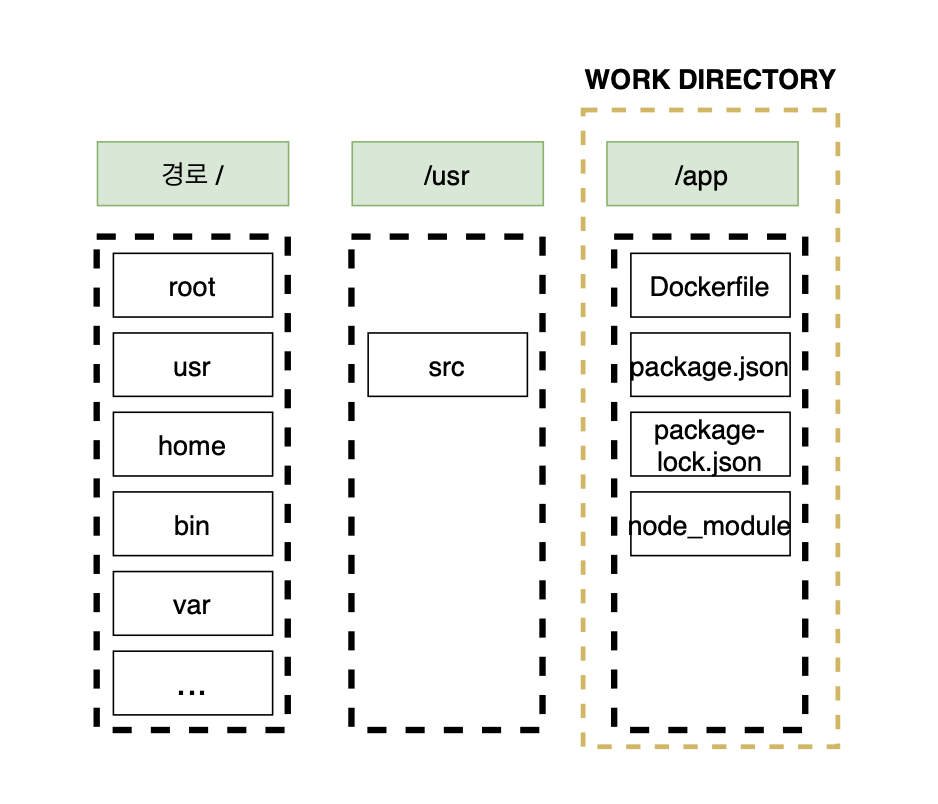 WORK DIRECTORY
경로 /
/usr
/app
root
usr
home
bin
var
...
src
Dockerfile
package.json
package-
lock.json
node_module